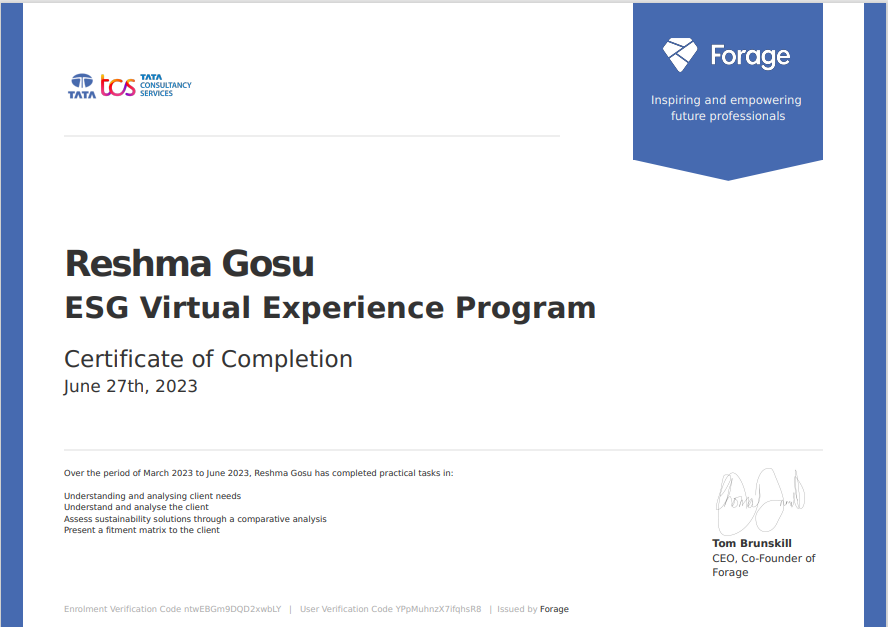 TATA
tcs
TATA
CONSULTANCY
SERVICES
Forage
Inspiring and empowering
future professionals
Reshma Gosu
ESG Virtual Experience Program
Certificate of Completion
June 27th, 2023
Over the period of March 2023 to June 2023, Reshma Gosu has completed practical tasks in:
Understanding and analysing client needs
Understand and analyse the client
Assess sustainability solutions through a comparative analysis
Present a fitment matrix to the client
Tom Brunskill
CEO, Co-Founder of
Forage
Enrolment Verification Code ntwEBGm9DQD2xwbLY | User Verification Code YPpMuhnzX7ifqhsR8 | Issued by Forage